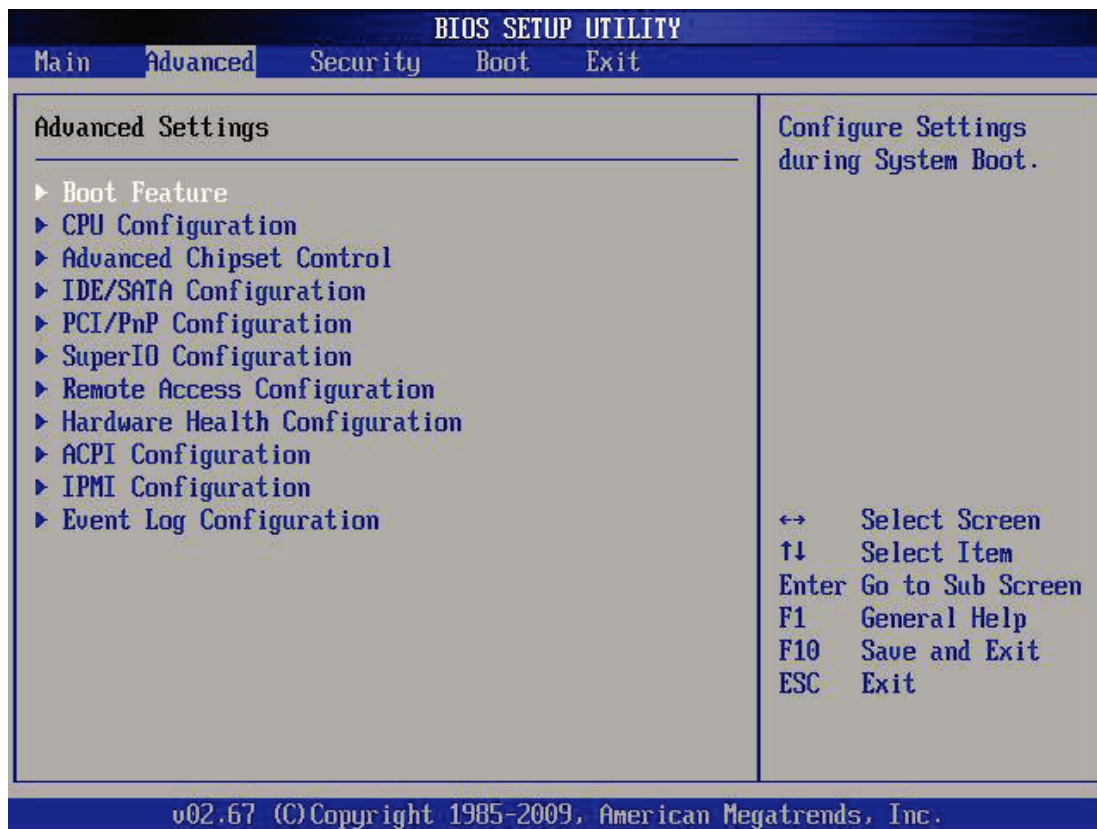 BIOS SETUP UTILITY
Main Advanced Security Boot Exit
Advanced Settings
Boot Feature
CPU Configuration
Advanced Chipset Control
IDE/SATA Configuration
PCI/PnP Configuration
SuperIO Configuration
Remote Access Configuration
Hardware Health Configuration
ACPI Configuration
IPMI Configuration
Event Log Configuration
Configure Settings
during System Boot.
↔ Select Screen
↑↓ Select Item
Enter Go to Sub Screen
F1 General Help
F10 Save and Exit
ESC Exit
v02.67 (C)Copyright 1985-2009, American Megatrends, Inc.